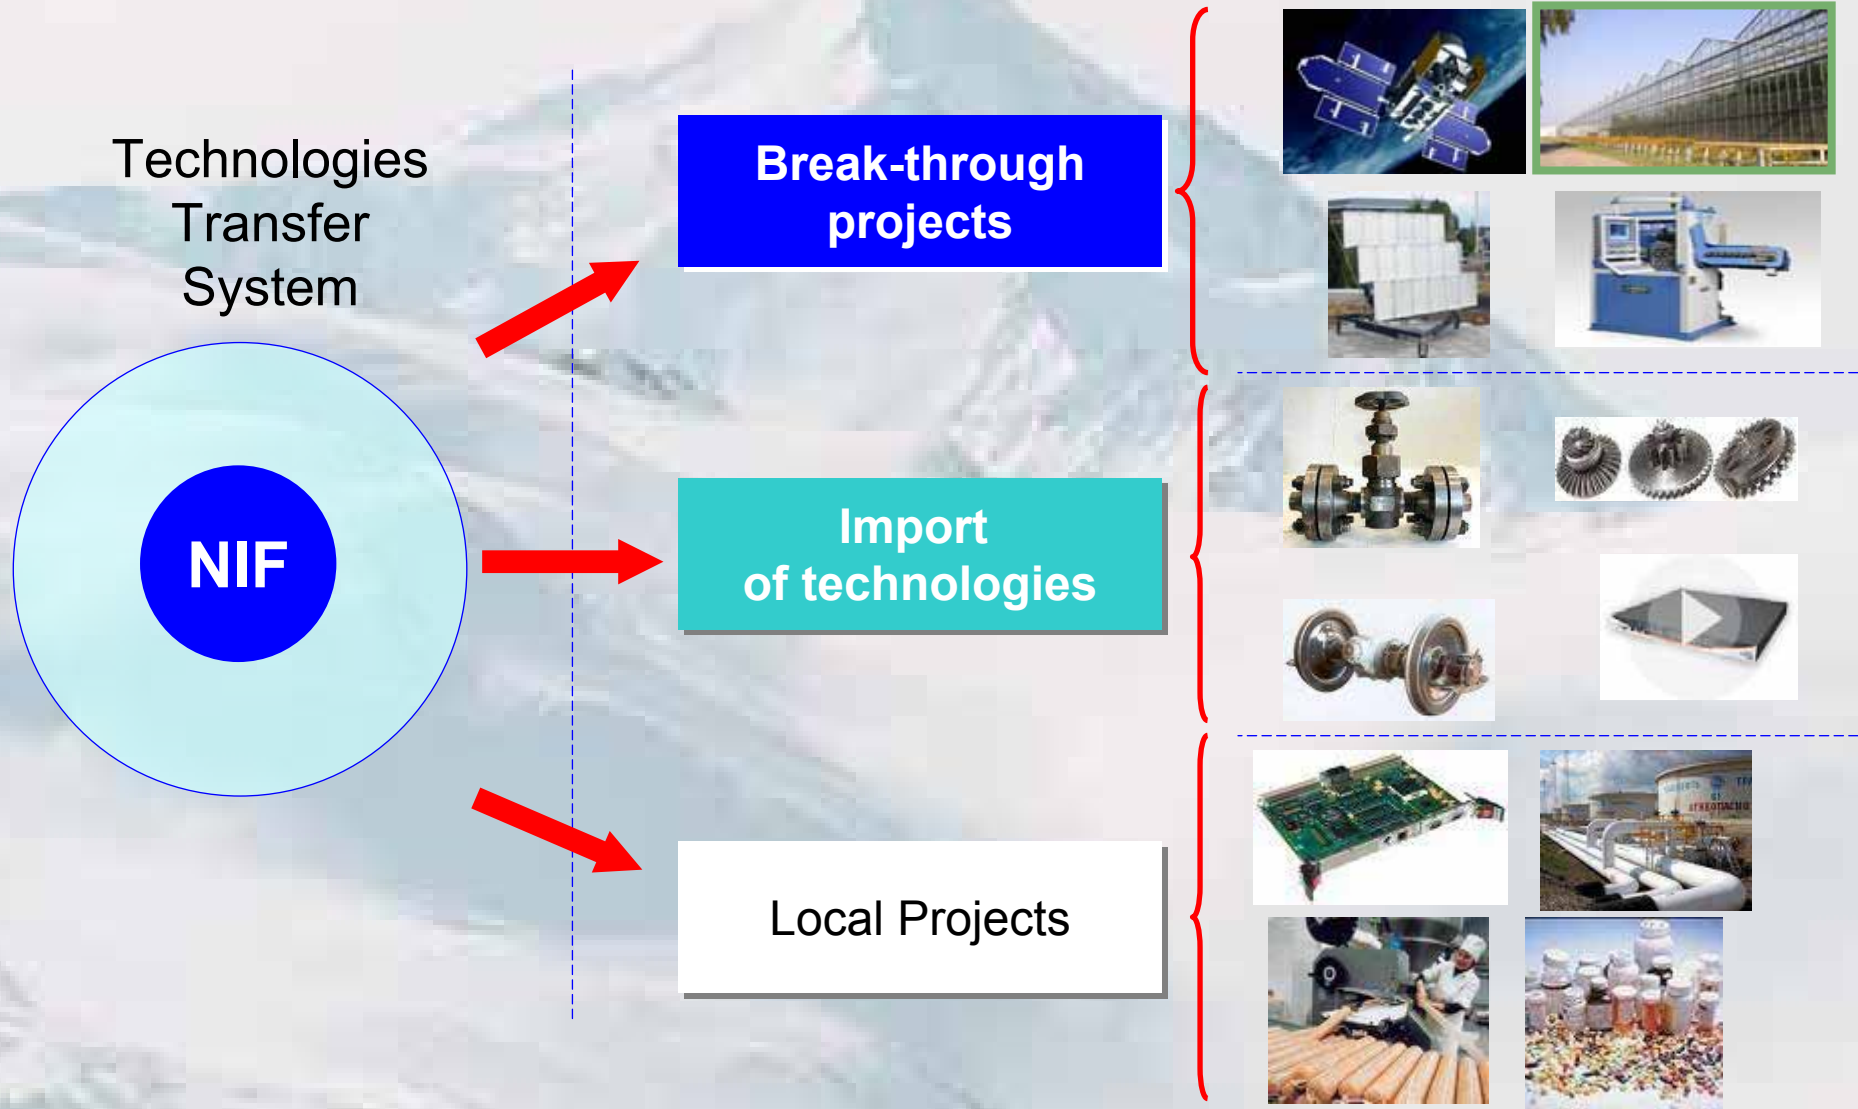 Technologies
Transfer
System
NIF
Break-through
projects
Import
of technologies
Local Projects